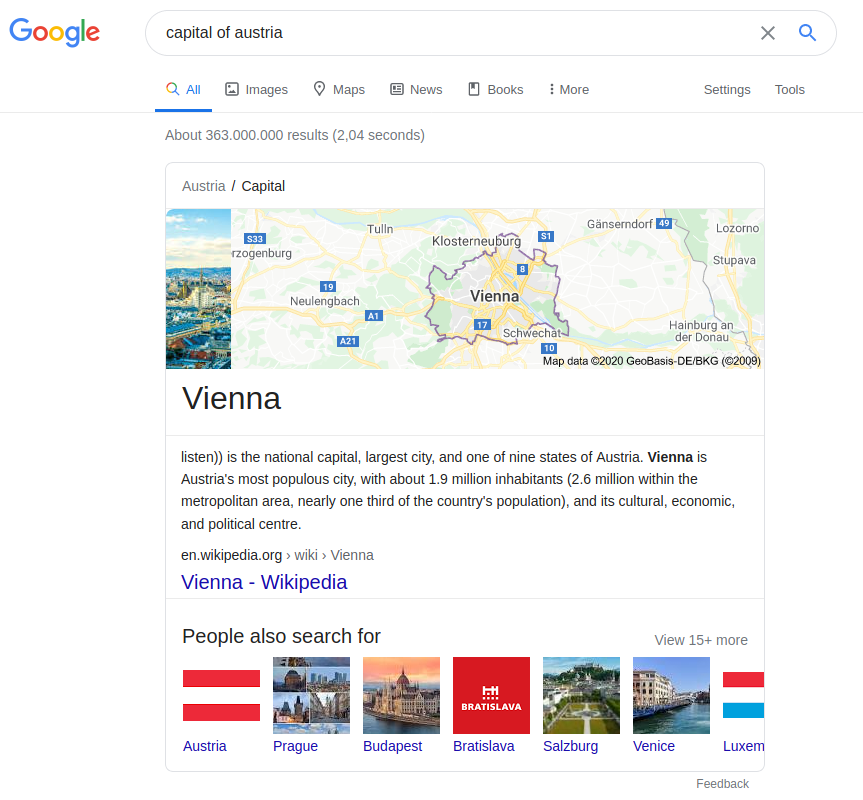 Google
capital of austria
All Images Maps News Books More Settings Tools
About 363.000.000 results (2,04 seconds)
Austria / Capital
Tulln
Gänserndorf 49
Lozorno
S33
Klosterneuburg
S1
rzogenburg
Stupava
8
19
Neulengbach
Vienna
A1
17
Schwechat
Hainburg an
der Donau
A21
10
Map data ©2020 GeoBasis-DE/BKG (©2009)
Vienna
listen)) is the national capital, largest city, and one of nine states of Austria. Vienna is
Austria's most populous city, with about 1.9 million inhabitants (2.6 million within the
metropolitan area, nearly one third of the country's population), and its cultural, economic,
and political centre.
en.wikipedia.org › wiki › Vienna
Vienna - Wikipedia
People also search for
View 15+ more
BRATISLAVA
Austria Prague Budapest Bratislava Salzburg Venice Luxem
Feedback